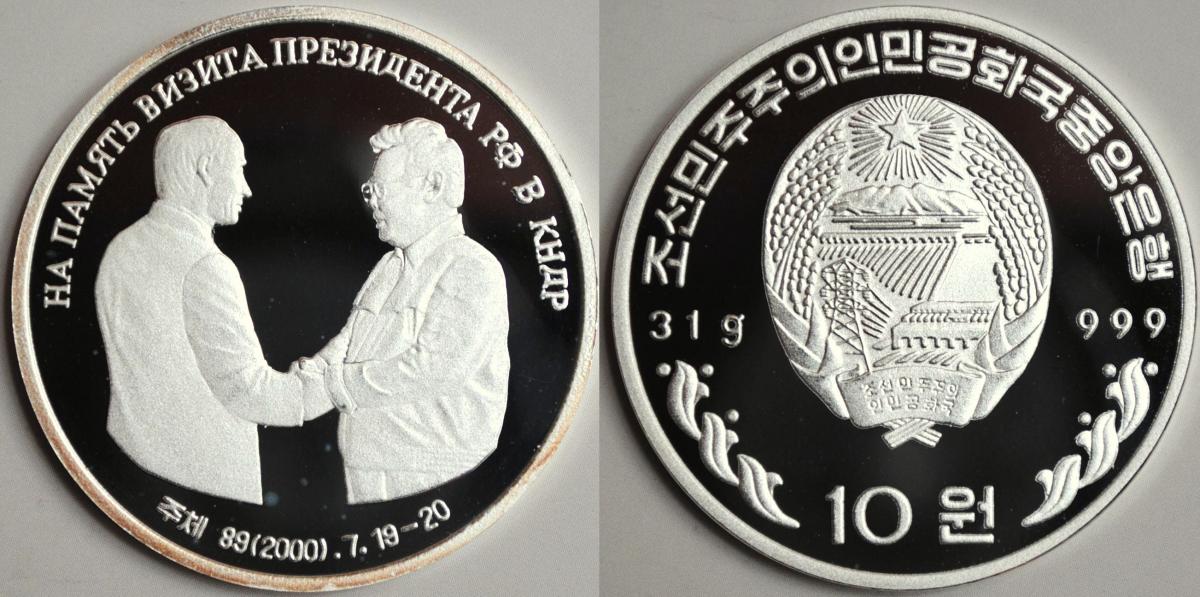 НА ПАМЯТЬ ВИЗИТА ПРЕЗИДЕНТА РФ В КНДР
주체 89(2000).7.19-20
조선민주주의인민공화국중앙은행
31g 999
조선민주주의
인민공화국
10 원